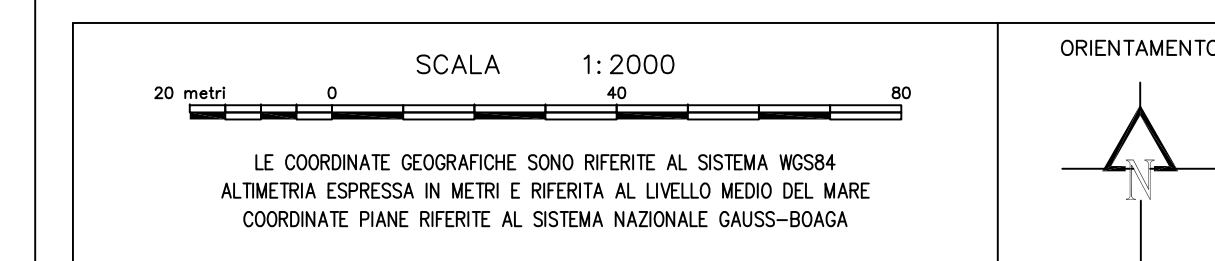 SCALA 1:2000
20 metri 0 40 80
LE COORDINATE GEOGRAFICHE SONO RIFERITE AL SISTEMA WGS84
ALTIMETRIA ESPRESSA IN METRI E RIFERITA AL LIVELLO MEDIO DEL MARE
COORDINATE PIANE RIFERITE AL SISTEMA NAZIONALE GAUSS-BOAGA
ORIENTAMENTO
N